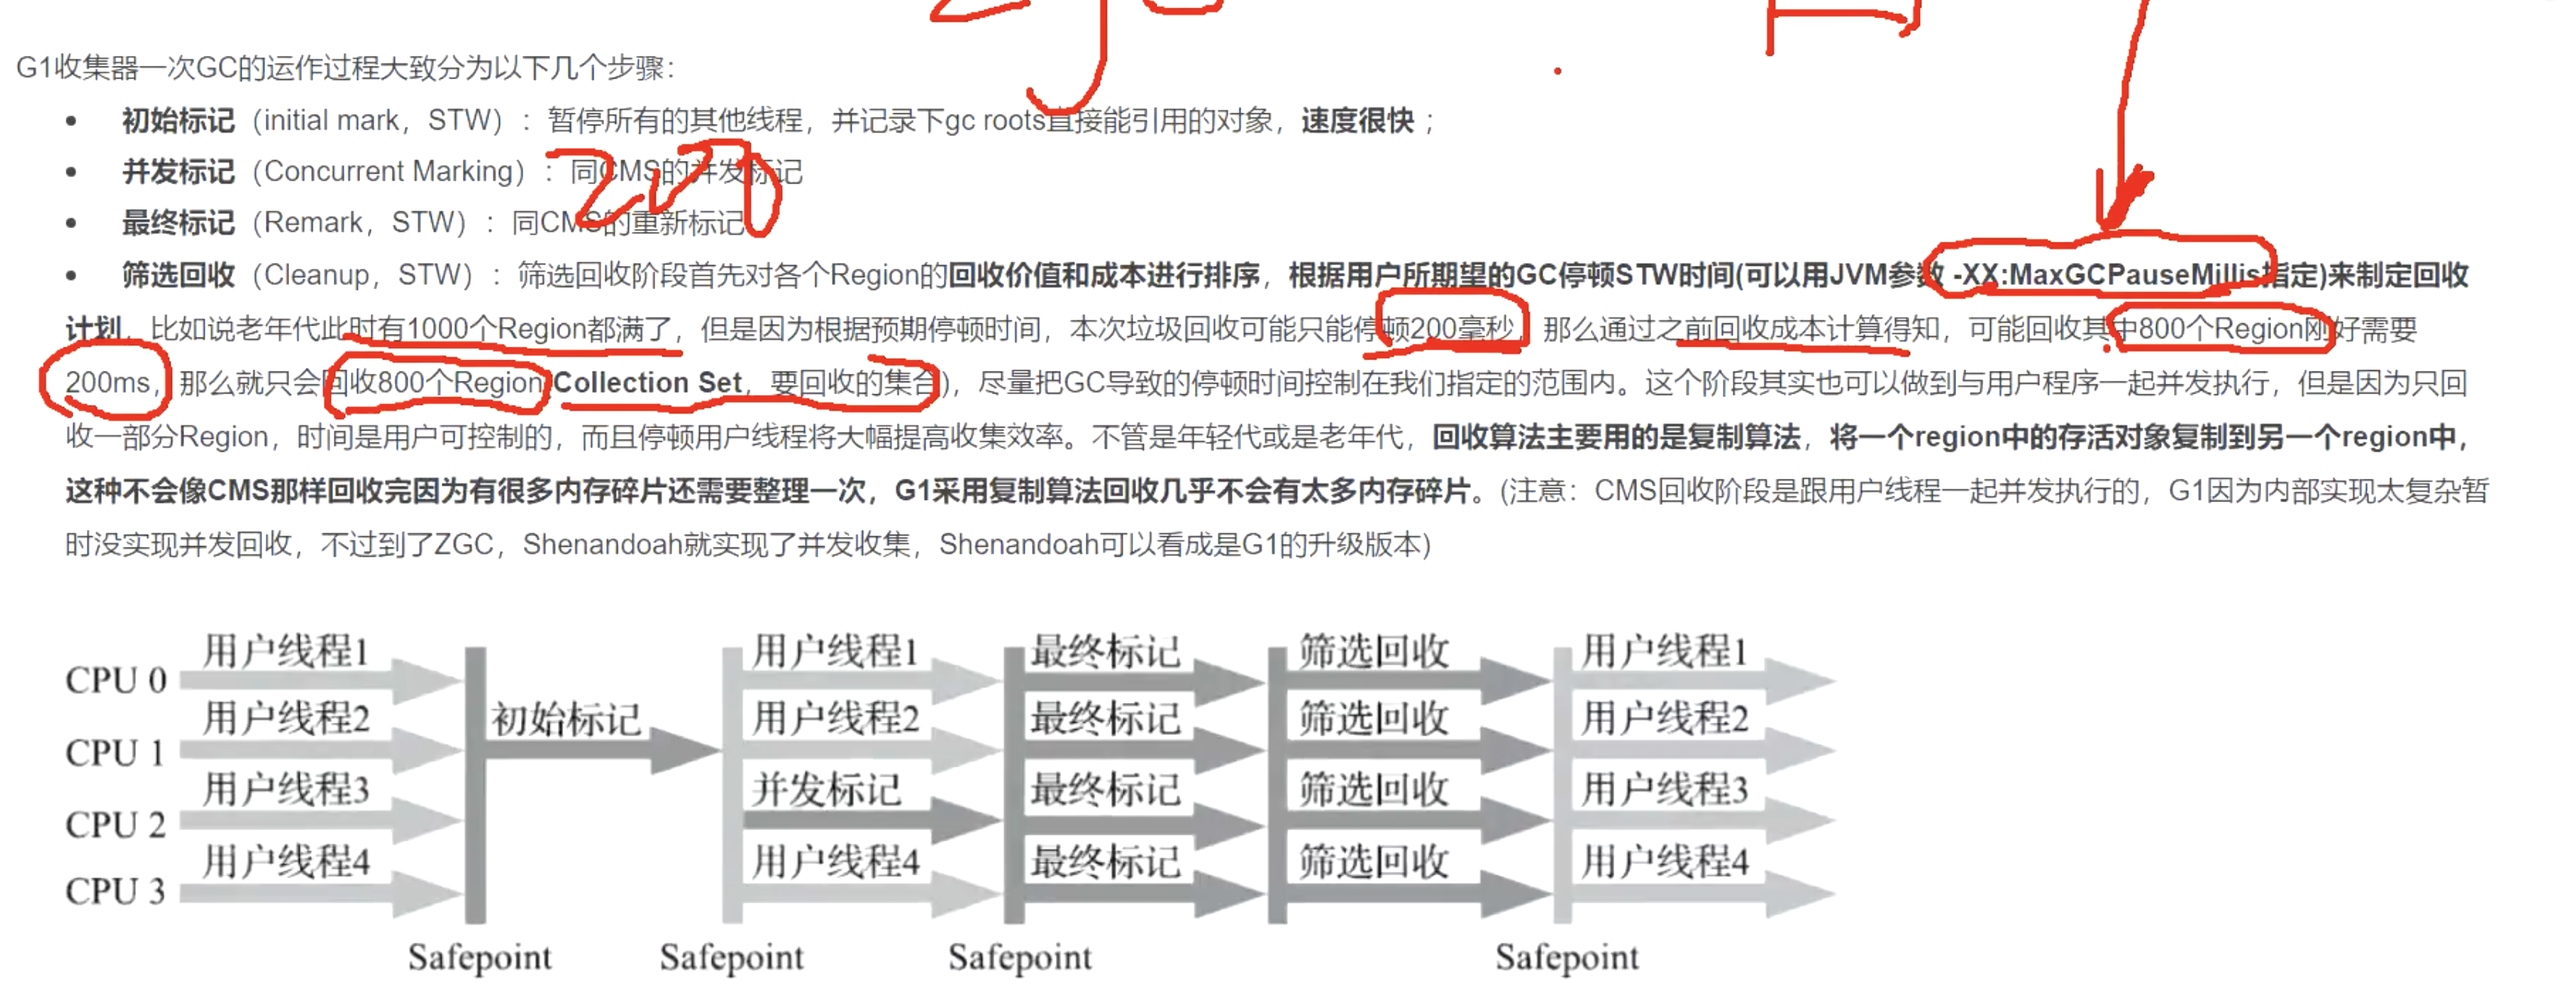 G1收集器一次GC的运作过程大致分为以下几个步骤：
• 初始标记（initial mark，STW）：暂停所有的其他线程，并记录下gc roots直接能引用的对象，速度很快；
• 并发标记（Concurrent Marking）：同CMS的并发标记
200
• 最终标记（Remark，STW）：同CMS的重新标记
• 筛选回收（Cleanup，STW）：筛选回收阶段首先对各个Region的回收价值和成本进行排序，根据用户所期望的GC停顿STW时间(可以用JVM参数 -XX:MaxGCPauseMillis指定)来制定回收
计划，比如说老年代此时有1000个Region都满了，但是因为根据预期停顿时间，本次垃圾回收可能只能停顿200毫秒，那么通过之前回收成本计算得知，可能回收其中800个Region刚好需要
200ms，那么就只会回收800个Region(Collection Set，要回收的集合)，尽量把GC导致的停顿时间控制在我们指定的范围内。这个阶段其实也可以做到与用户程序一起并发执行，但是因为只回
收一部分Region，时间是用户可控制的，而且停顿用户线程将大幅提高收集效率。不管是年轻代或是老年代，回收算法主要用的是复制算法，将一个region中的存活对象复制到另一个region中，
这种不会像CMS那样回收完因为有很多内存碎片还需要整理一次，G1采用复制算法回收几乎不会有太多内存碎片。(注意：CMS回收阶段是跟用户线程一起并发执行的，G1因为内部实现太复杂暂
时没实现并发回收，不过到了ZGC，Shenandoah就实现了并发收集，Shenandoah可以看成是G1的升级版本)
用户线程1 用户线程1 最终标记 筛选回收 用户线程1
CPU 0
用户线程2 初始标记 用户线程2 最终标记 筛选回收 用户线程2
CPU 1
用户线程3 并发标记 最终标记 筛选回收 用户线程3
CPU 2
用户线程4 用户线程4 最终标记 筛选回收 用户线程4
CPU 3
Safepoint Safepoint Safepoint Safepoint